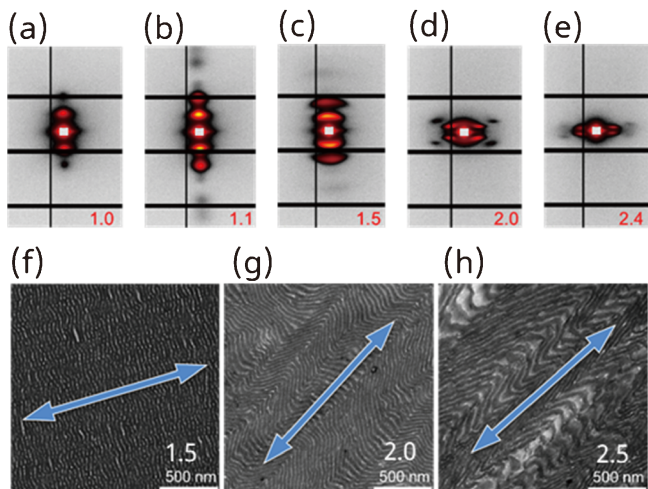 (a) (b) (c) (d) (e)
1.0 1.1 1.5 2.0 2.4
(f) (g) (h)
1.5 2.0 2.5
500 nm 500 nm 500 nm